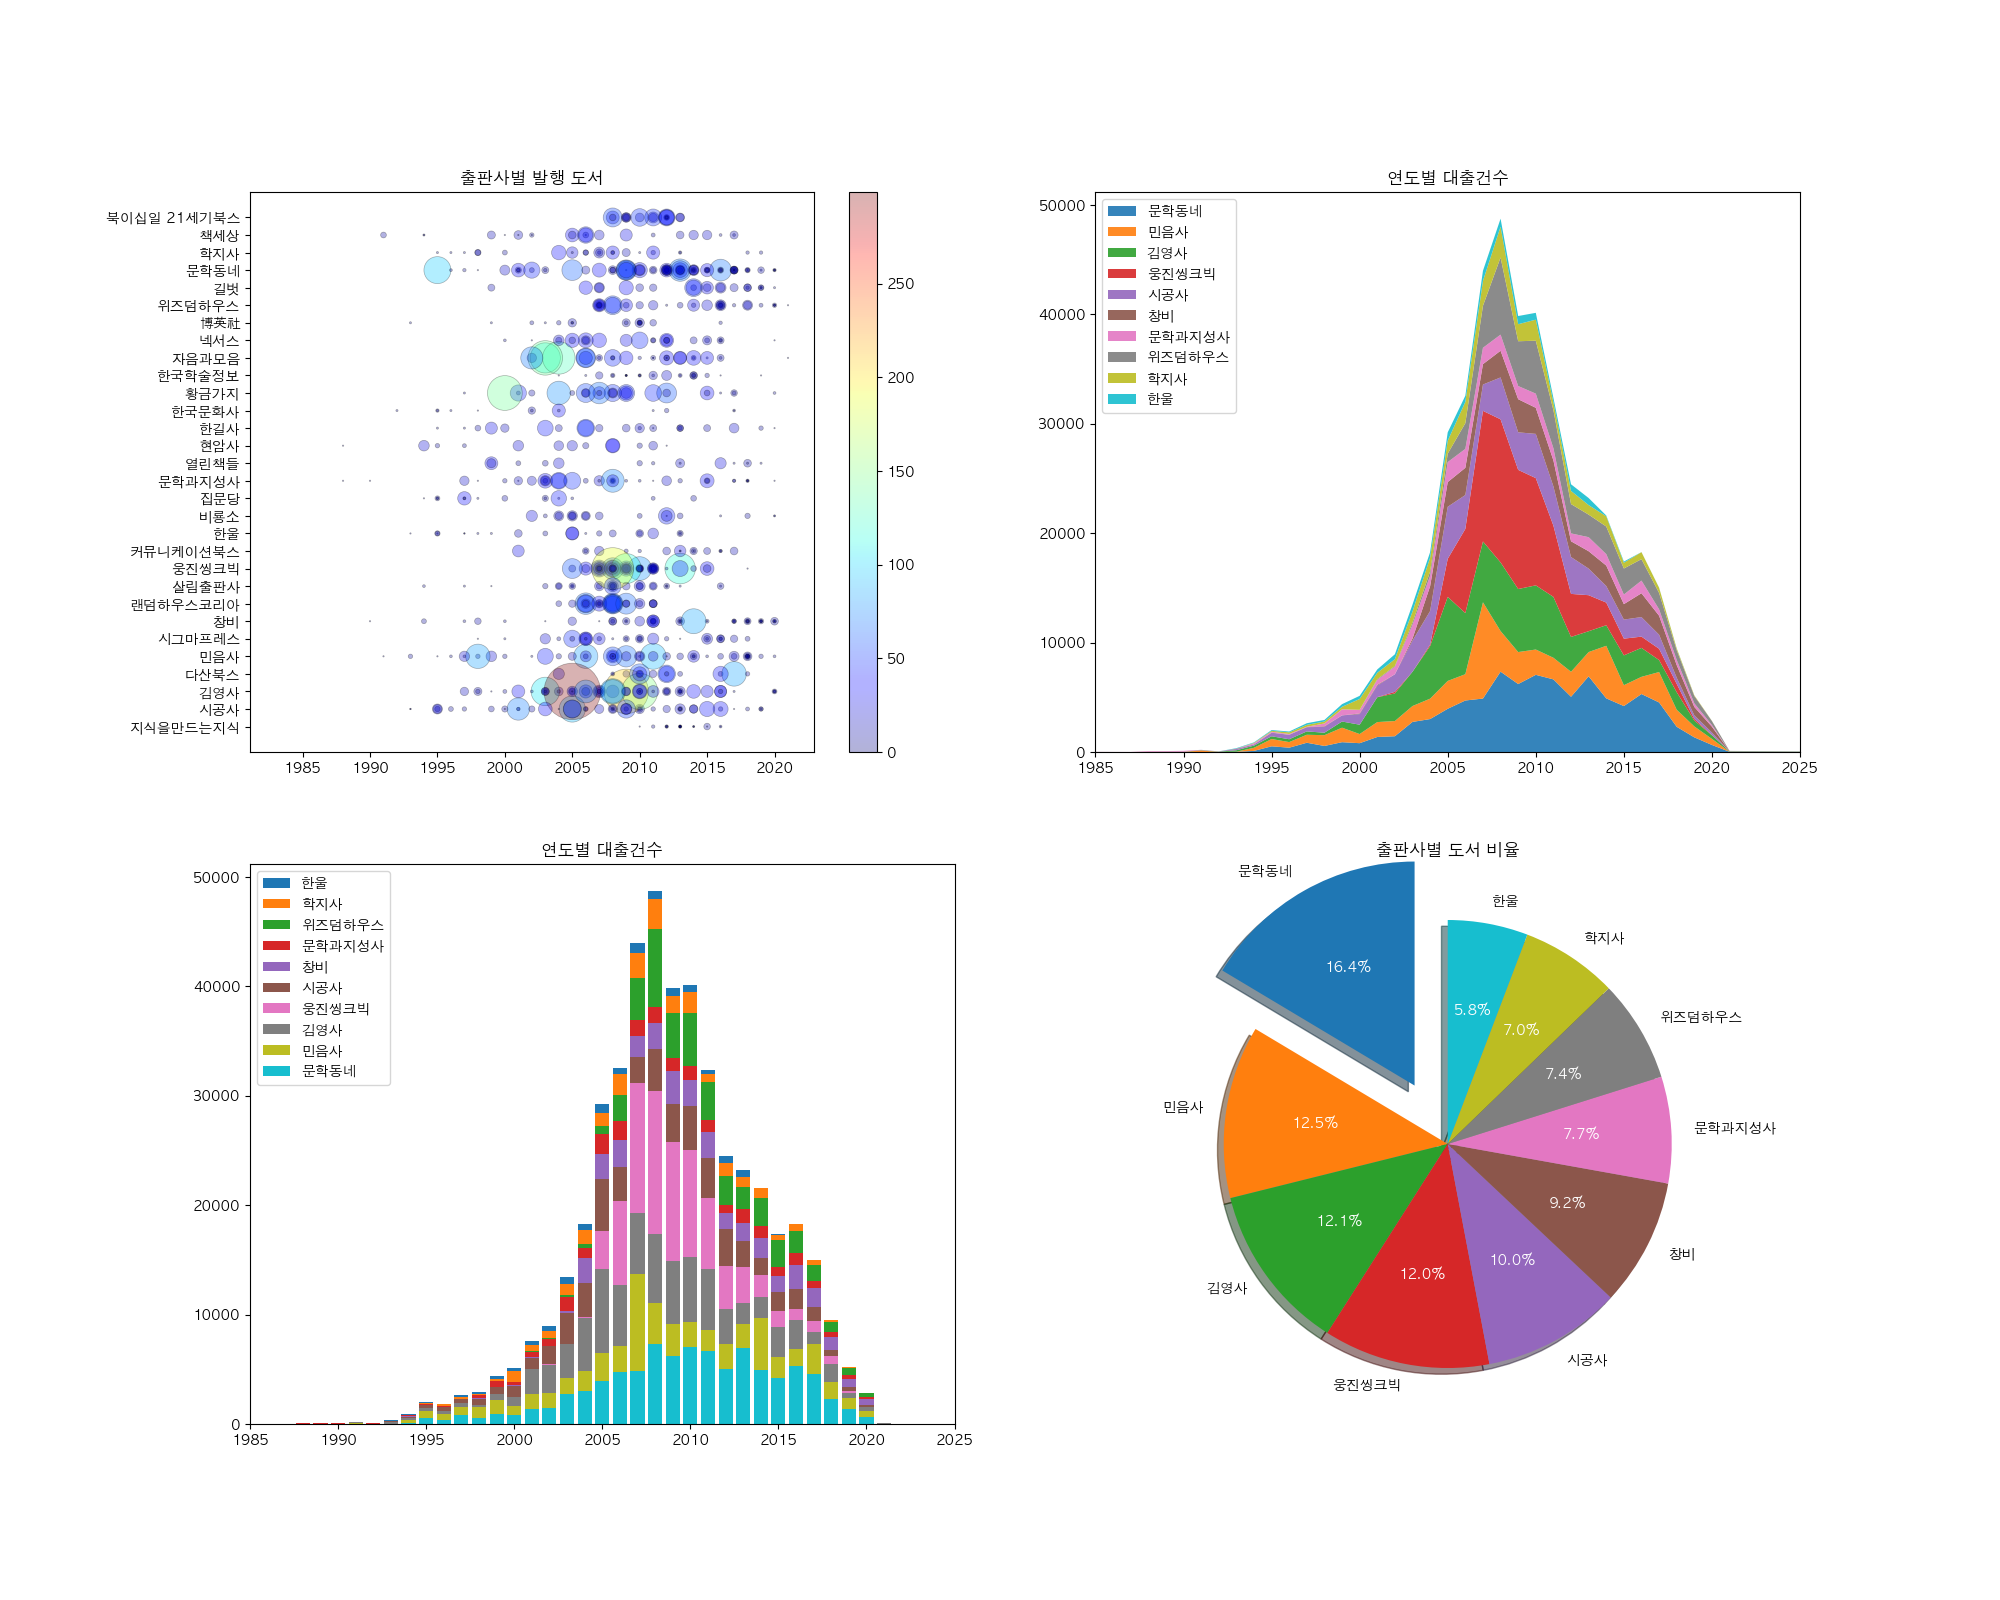 출판사별 발행 도서
북이십일 21세기북스
책세상
학지사
문학동네
길벗
위즈덤하우스
博英社
넥서스
자음과모음
한국학술정보
황금가지
한국문화사
한길사
현암사
열린책들
문학과지성사
집문당
비룡소
한울
커뮤니케이션북스
웅진씽크빅
살림출판사
랜덤하우스코리아
창비
시그마프레스
민음사
다산북스
김영사
시공사
지식을만드는지식
1985 1990 1995 2000 2005 2010 2015 2020
250
200
150
100
50
0
연도별 대출건수
50000
40000
30000
20000
10000
0
문학동네
민음사
김영사
웅진씽크빅
시공사
창비
문학과지성사
위즈덤하우스
학지사
한울
1985 1990 1995 2000 2005 2010 2015 2020 2025
연도별 대출건수
50000
40000
30000
20000
10000
0
한울
학지사
위즈덤하우스
문학과지성사
창비
시공사
웅진씽크빅
김영사
민음사
문학동네
1985 1990 1995 2000 2005 2010 2015 2020 2025
출판사별 도서 비율
문학동네
16.4%
민음사
12.5%
김영사
12.1%
웅진씽크빅
12.0%
시공사
10.0%
창비
9.2%
문학과지성사
7.7%
위즈덤하우스
7.4%
학지사
7.0%
한울
5.8%